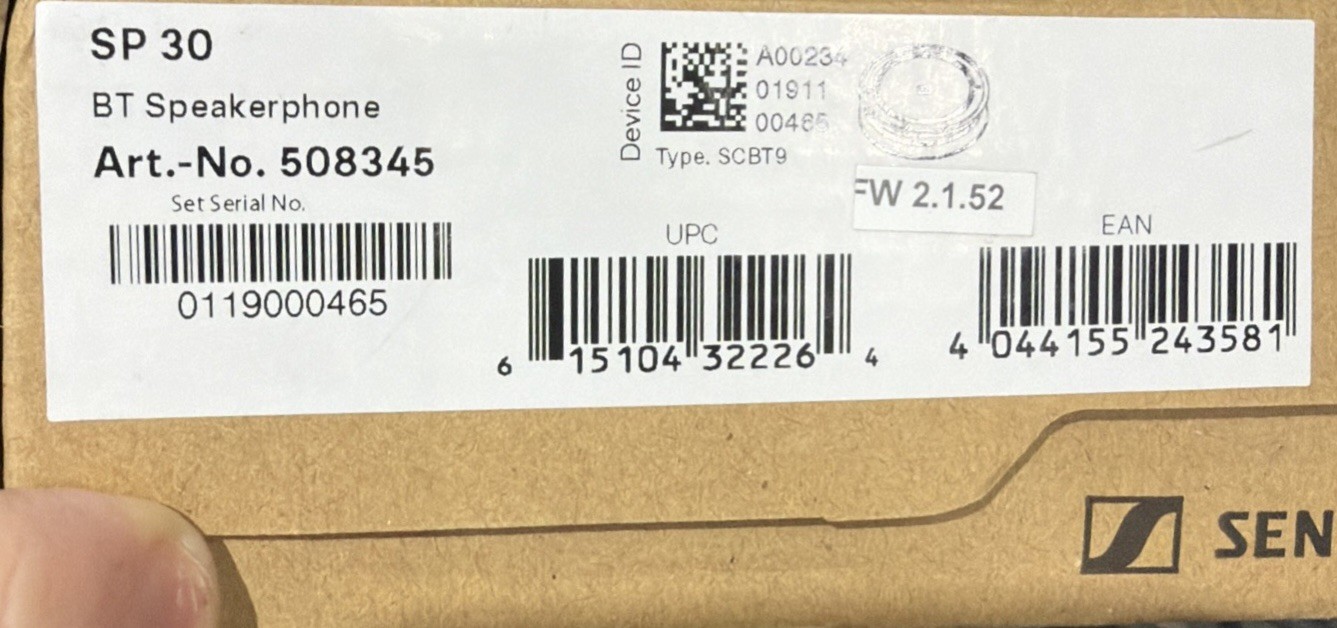 SP 30
BT Speakerphone
Art.-No. 508345
Set Serial No.
0119000465
Device ID
A00234
01911
00465
Type. SCBT9
FW 2.1.52
UPC
6 15104 32226 4
EAN
4 044155 243581
SEN